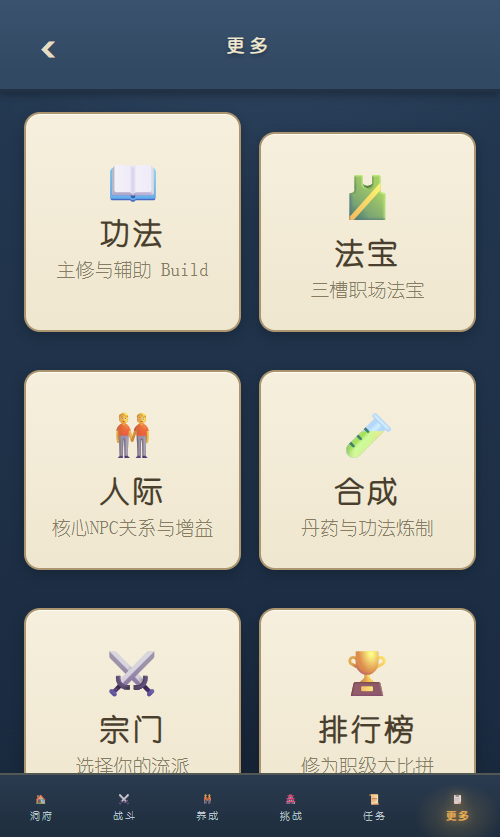 更多
功法
主修与辅助 Build
法宝
三槽职场法宝
人际
核心NPC关系与增益
合成
丹药与功法炼制
宗门
选择你的流派
排行榜
修为职级大比拼
洞府
战斗
养成
挑战
任务
更多